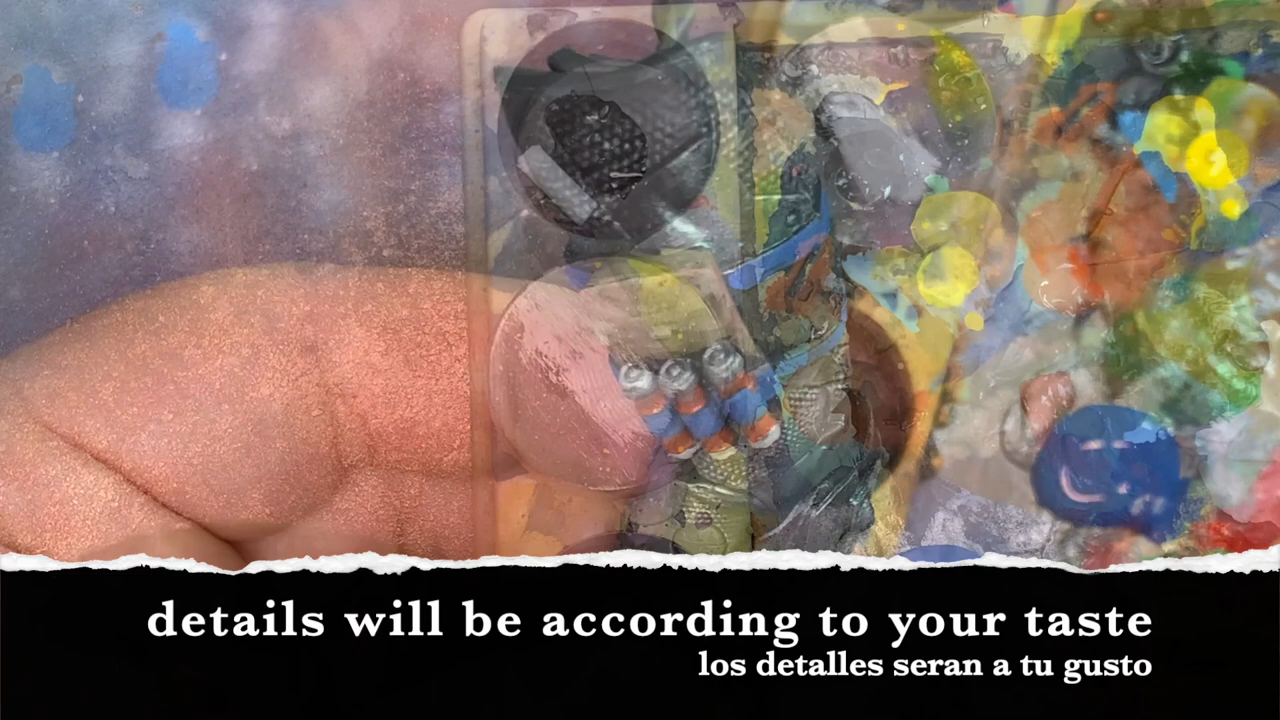 details will be according to your taste
los detalles seran a tu gusto